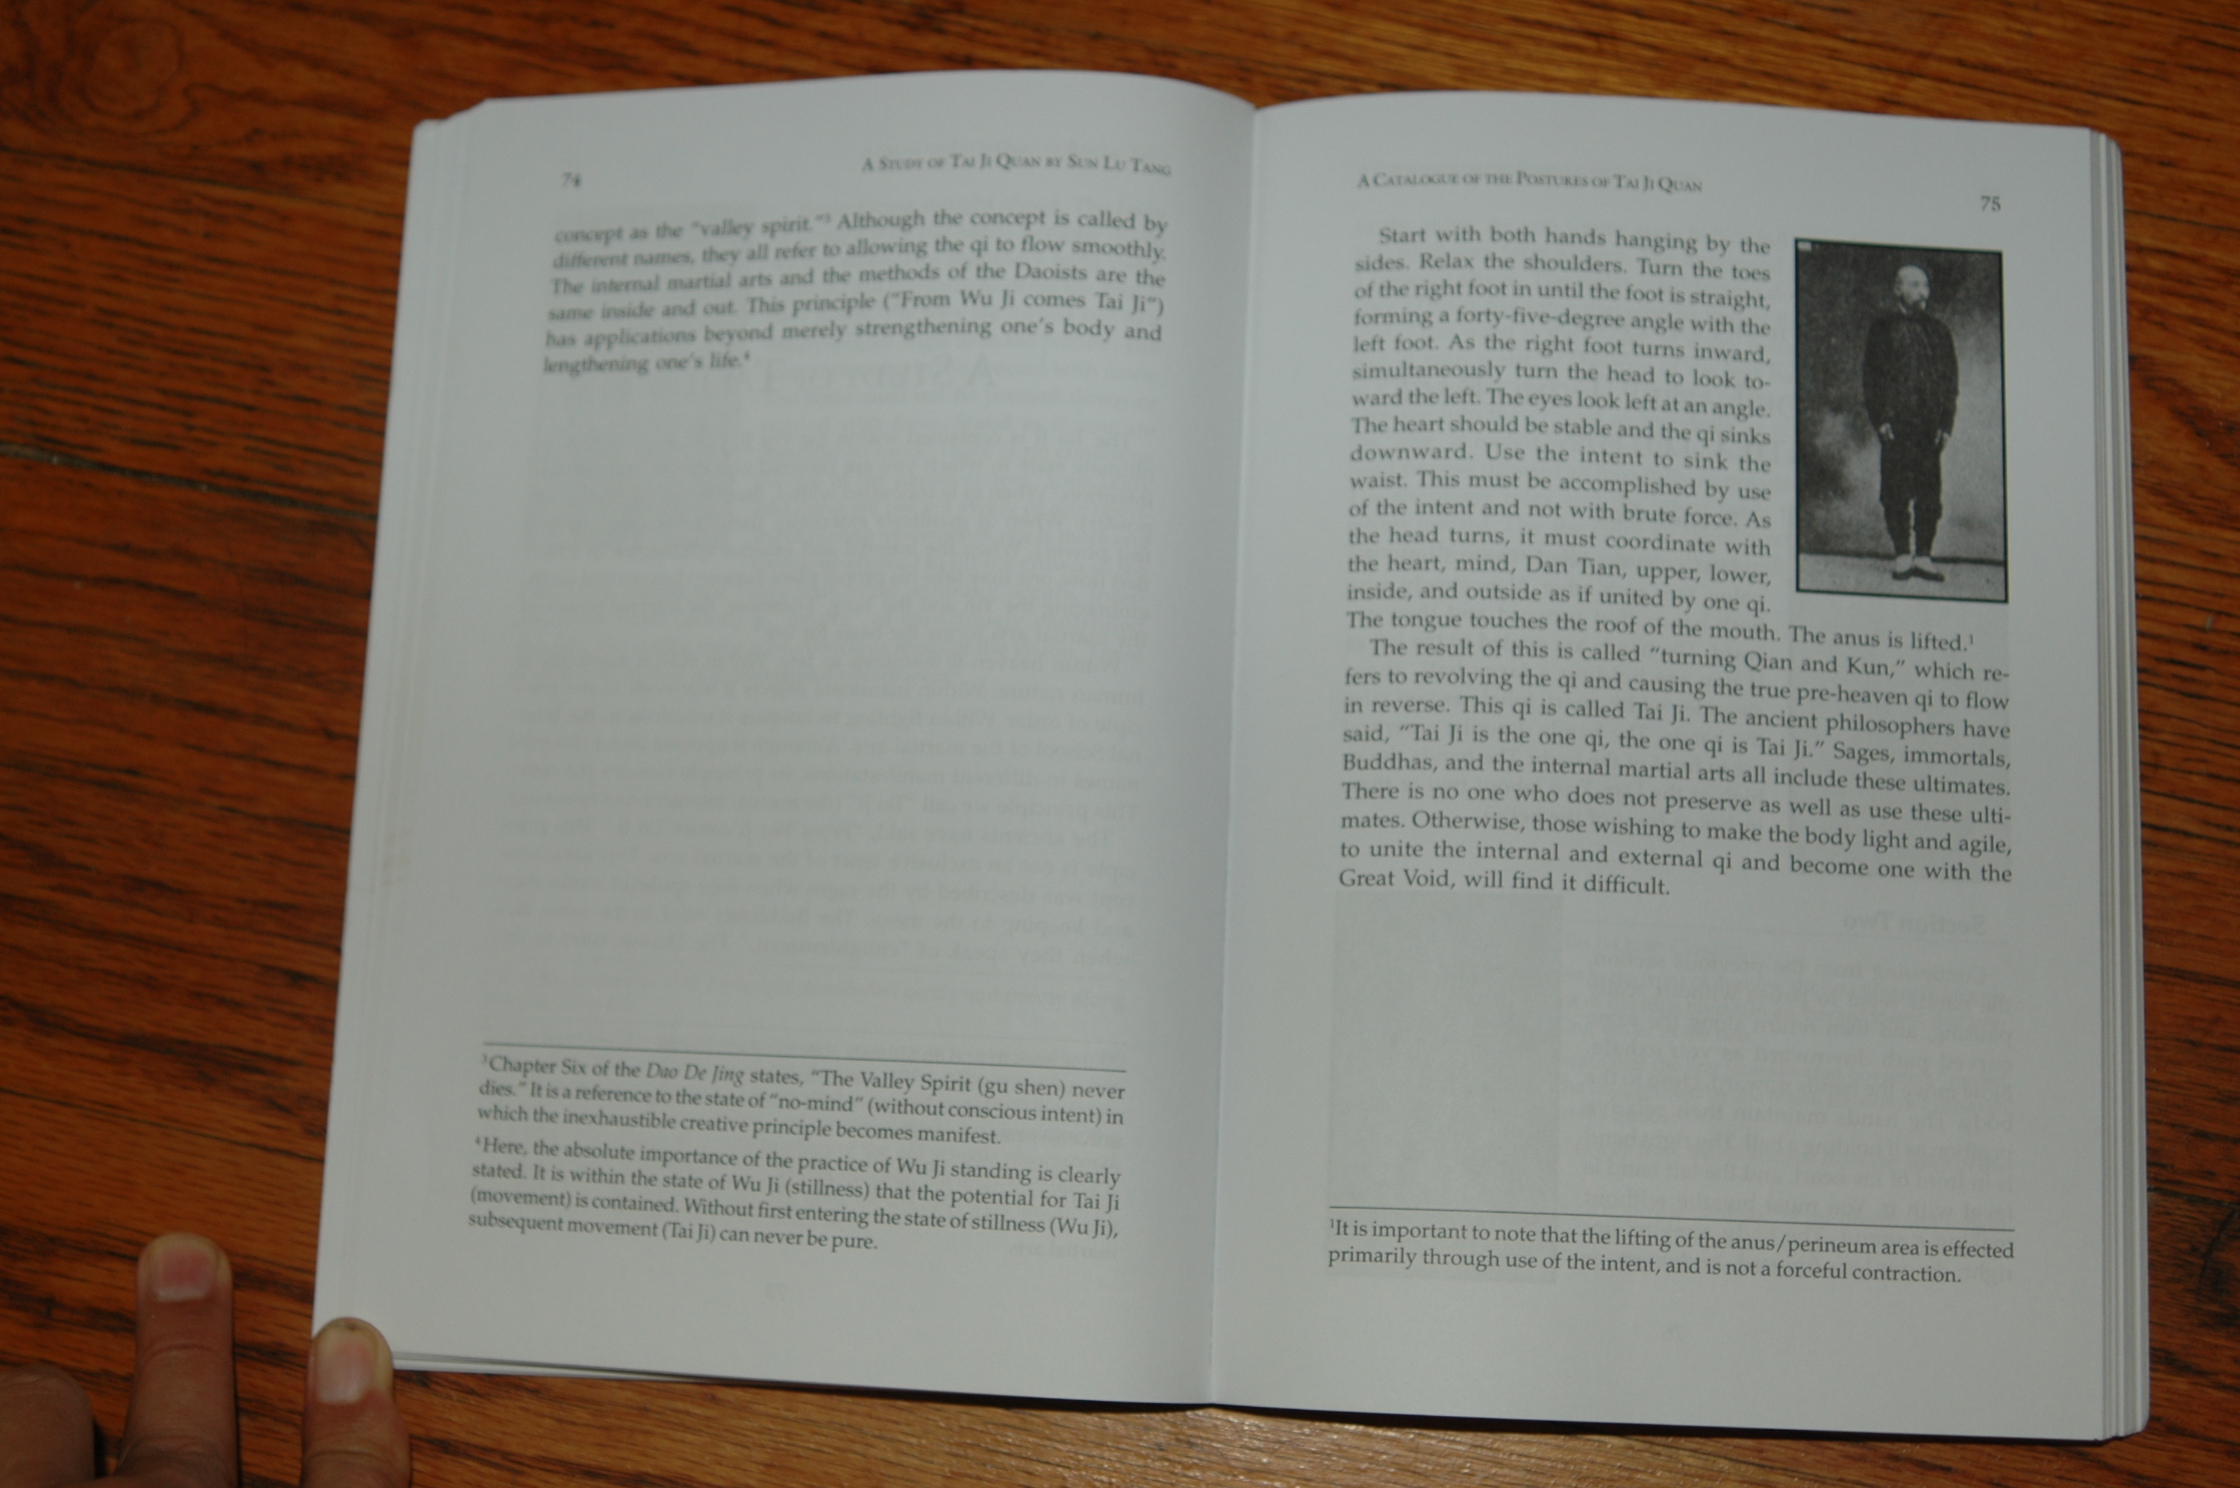 74
A STUDY OF TAI JI QUAN BY SUN LU TANG
concept as the "valley spirit."³ Although the concept is called by
different names, they all refer to allowing the qi to flow smoothly.
The internal martial arts and the methods of the Daoists are the
same inside and out. This principle ("From Wu Ji comes Tai Ji")
has applications beyond merely strengthening one's body and
lengthening one's life.⁴
³Chapter Six of the Dao De Jing states, "The Valley Spirit (gu shen) never
dies." It is a reference to the state of "no-mind" (without conscious intent) in
which the inexhaustible creative principle becomes manifest.
⁴Here, the absolute importance of the practice of Wu Ji standing is clearly
stated. It is within the state of Wu Ji (stillness) that the potential for Tai Ji
(movement) is contained. Without first entering the state of stillness (Wu Ji),
subsequent movement (Tai Ji) can never be pure.
A CATALOGUE OF THE POSTURES OF TAI JI QUAN
75
Start with both hands hanging by the
sides. Relax the shoulders. Turn the toes
of the right foot in until the foot is straight,
forming a forty-five-degree angle with the
left foot. As the right foot turns inward,
simultaneously turn the head to look to-
ward the left. The eyes look left at an angle.
The heart should be stable and the qi sinks
downward. Use the intent to sink the
waist. This must be accomplished by use
of the intent and not with brute force. As
the head turns, it must coordinate with
the heart, mind, Dan Tian, upper, lower,
inside, and outside as if united by one qi.
The tongue touches the roof of the mouth. The anus is lifted.¹
The result of this is called "turning Qian and Kun," which re-
fers to revolving the qi and causing the true pre-heaven qi to flow
in reverse. This qi is called Tai Ji. The ancient philosophers have
said, "Tai Ji is the one qi, the one qi is Tai Ji." Sages, immortals,
Buddhas, and the internal martial arts all include these ultimates.
There is no one who does not preserve as well as use these ulti-
mates. Otherwise, those wishing to make the body light and agile,
to unite the internal and external qi and become one with the
Great Void, will find it difficult.
¹It is important to note that the lifting of the anus/perineum area is effected
primarily through use of the intent, and is not a forceful contraction.